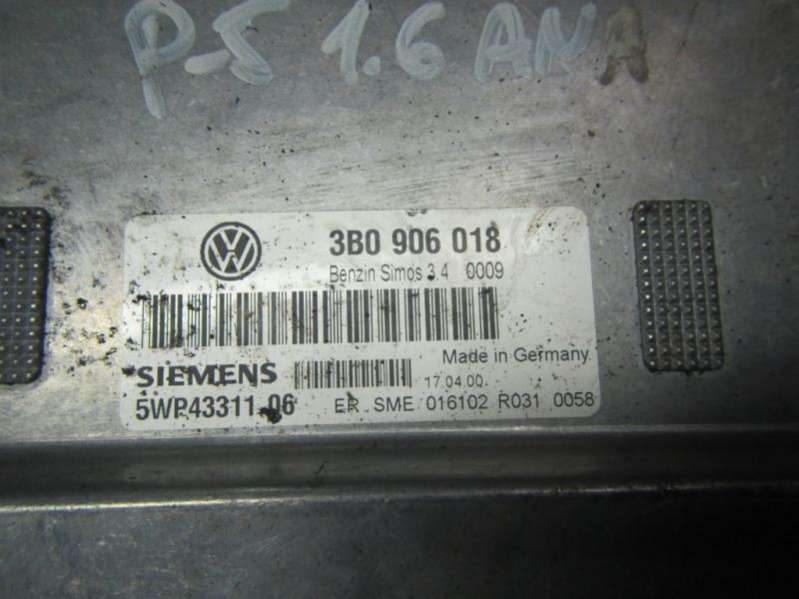 P-5 1.6 ANA
3B0 906 018
Benzin Simos 3.4 0009
Made in Germany
SIEMENS
17.04.00
5WP43311 06
ER SME 016102 R031 0058